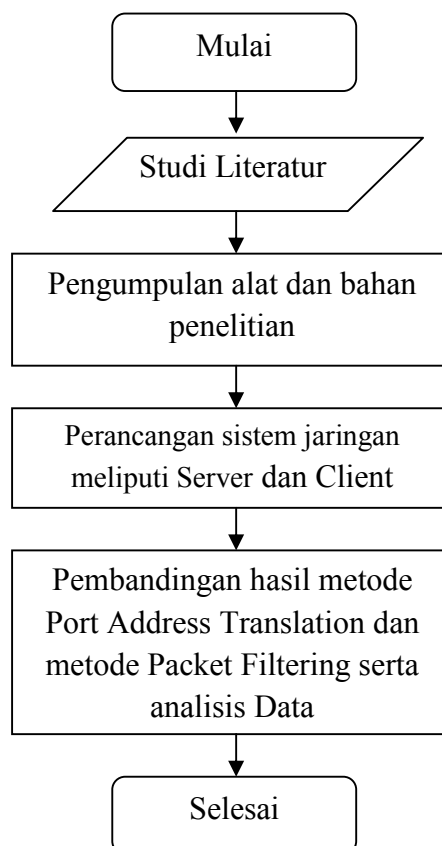 Mulai
Studi Literatur
Pengumpulan alat dan bahan
penelitian
Perancangan sistem jaringan
meliputi Server dan Client
Pembandingan hasil metode
Port Address Translation dan
metode Packet Filtering serta
analisis Data
Selesai